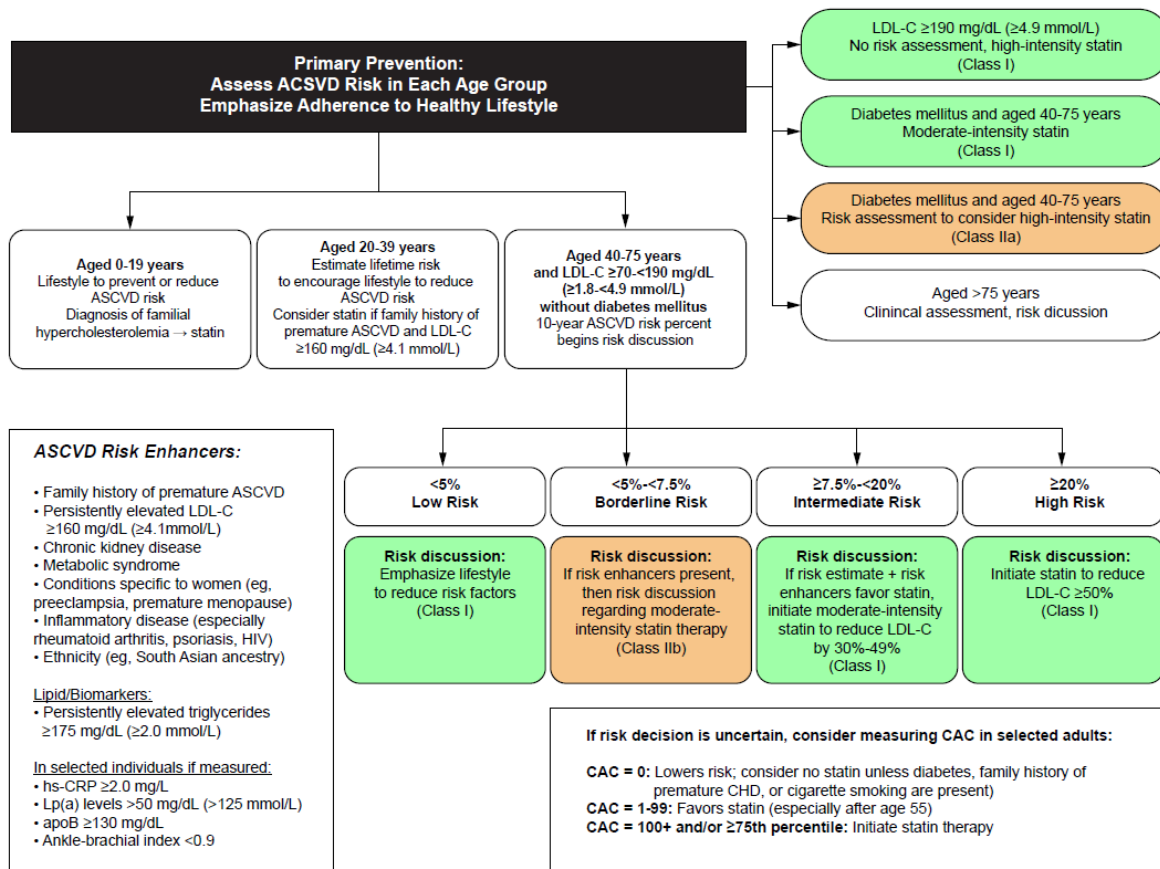 Primary Prevention:
Assess ACSVD Risk in Each Age Group
Emphasize Adherence to Healthy Lifestyle
LDL-C ≥190 mg/dL (≥4.9 mmol/L)
No risk assessment, high-intensity statin
(Class I)
Diabetes mellitus and aged 40-75 years
Moderate-intensity statin
(Class I)
Diabetes mellitus and aged 40-75 years
Risk assessment to consider high-intensity statin
(Class IIa)
Aged >75 years
Clinincal assessment, risk dicussion
Aged 0-19 years
Lifestyle to prevent or reduce
ASCVD risk
Diagnosis of familial
hypercholesterolemia → statin
Aged 20-39 years
Estimate lifetime risk
to encourage lifestyle to reduce
ASCVD risk
Consider statin if family history of
premature ASCVD and LDL-C
≥160 mg/dL (≥4.1 mmol/L)
Aged 40-75 years
and LDL-C ≥70-<190 mg/dL
(≥1.8-<4.9 mmol/L)
without diabetes mellitus
10-year ASCVD risk percent
begins risk discussion
<5%
Low Risk
<5%-<7.5%
Borderline Risk
≥7.5%-<20%
Intermediate Risk
≥20%
High Risk
Risk discussion:
Emphasize lifestyle
to reduce risk factors
(Class I)
Risk discussion:
If risk enhancers present,
then risk discussion
regarding moderate-
intensity statin therapy
(Class IIb)
Risk discussion:
If risk estimate + risk
enhancers favor statin,
initiate moderate-intensity
statin to reduce LDL-C
by 30%-49%
(Class I)
Risk discussion:
Initiate statin to reduce
LDL-C ≥50%
(Class I)
ASCVD Risk Enhancers:
• Family history of premature ASCVD
• Persistently elevated LDL-C
≥160 mg/dL (≥4.1mmol/L)
• Chronic kidney disease
• Metabolic syndrome
• Conditions specific to women (eg,
preeclampsia, premature menopause)
• Inflammatory disease (especially
rheumatoid arthritis, psoriasis, HIV)
• Ethnicity (eg, South Asian ancestry)
Lipid/Biomarkers:
• Persistently elevated triglycerides
≥175 mg/dL (≥2.0 mmol/L)
In selected individuals if measured:
• hs-CRP ≥2.0 mg/L
• Lp(a) levels >50 mg/dL (>125 mmol/L)
• apoB ≥130 mg/dL
• Ankle-brachial index <0.9
If risk decision is uncertain, consider measuring CAC in selected adults:
CAC = 0: Lowers risk; consider no statin unless diabetes, family history of
premature CHD, or cigarette smoking are present)
CAC = 1-99: Favors statin (especially after age 55)
CAC = 100+ and/or ≥75th percentile: Initiate statin therapy